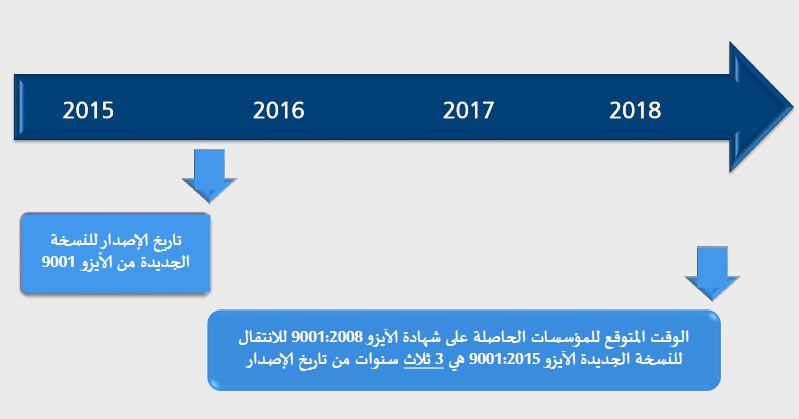 2015 2016 2017 2018
تاريخ الإصدار للنسخة
الجديدة من الأيزو 9001
الوقت المتوقع للمؤسسات الحاصلة على شهادة الآيزو 9001:2008 للانتقال
للنسخة الجديدة الآيزو 9001:2015 هي 3 ثلاث سنوات من تاريخ الإصدار